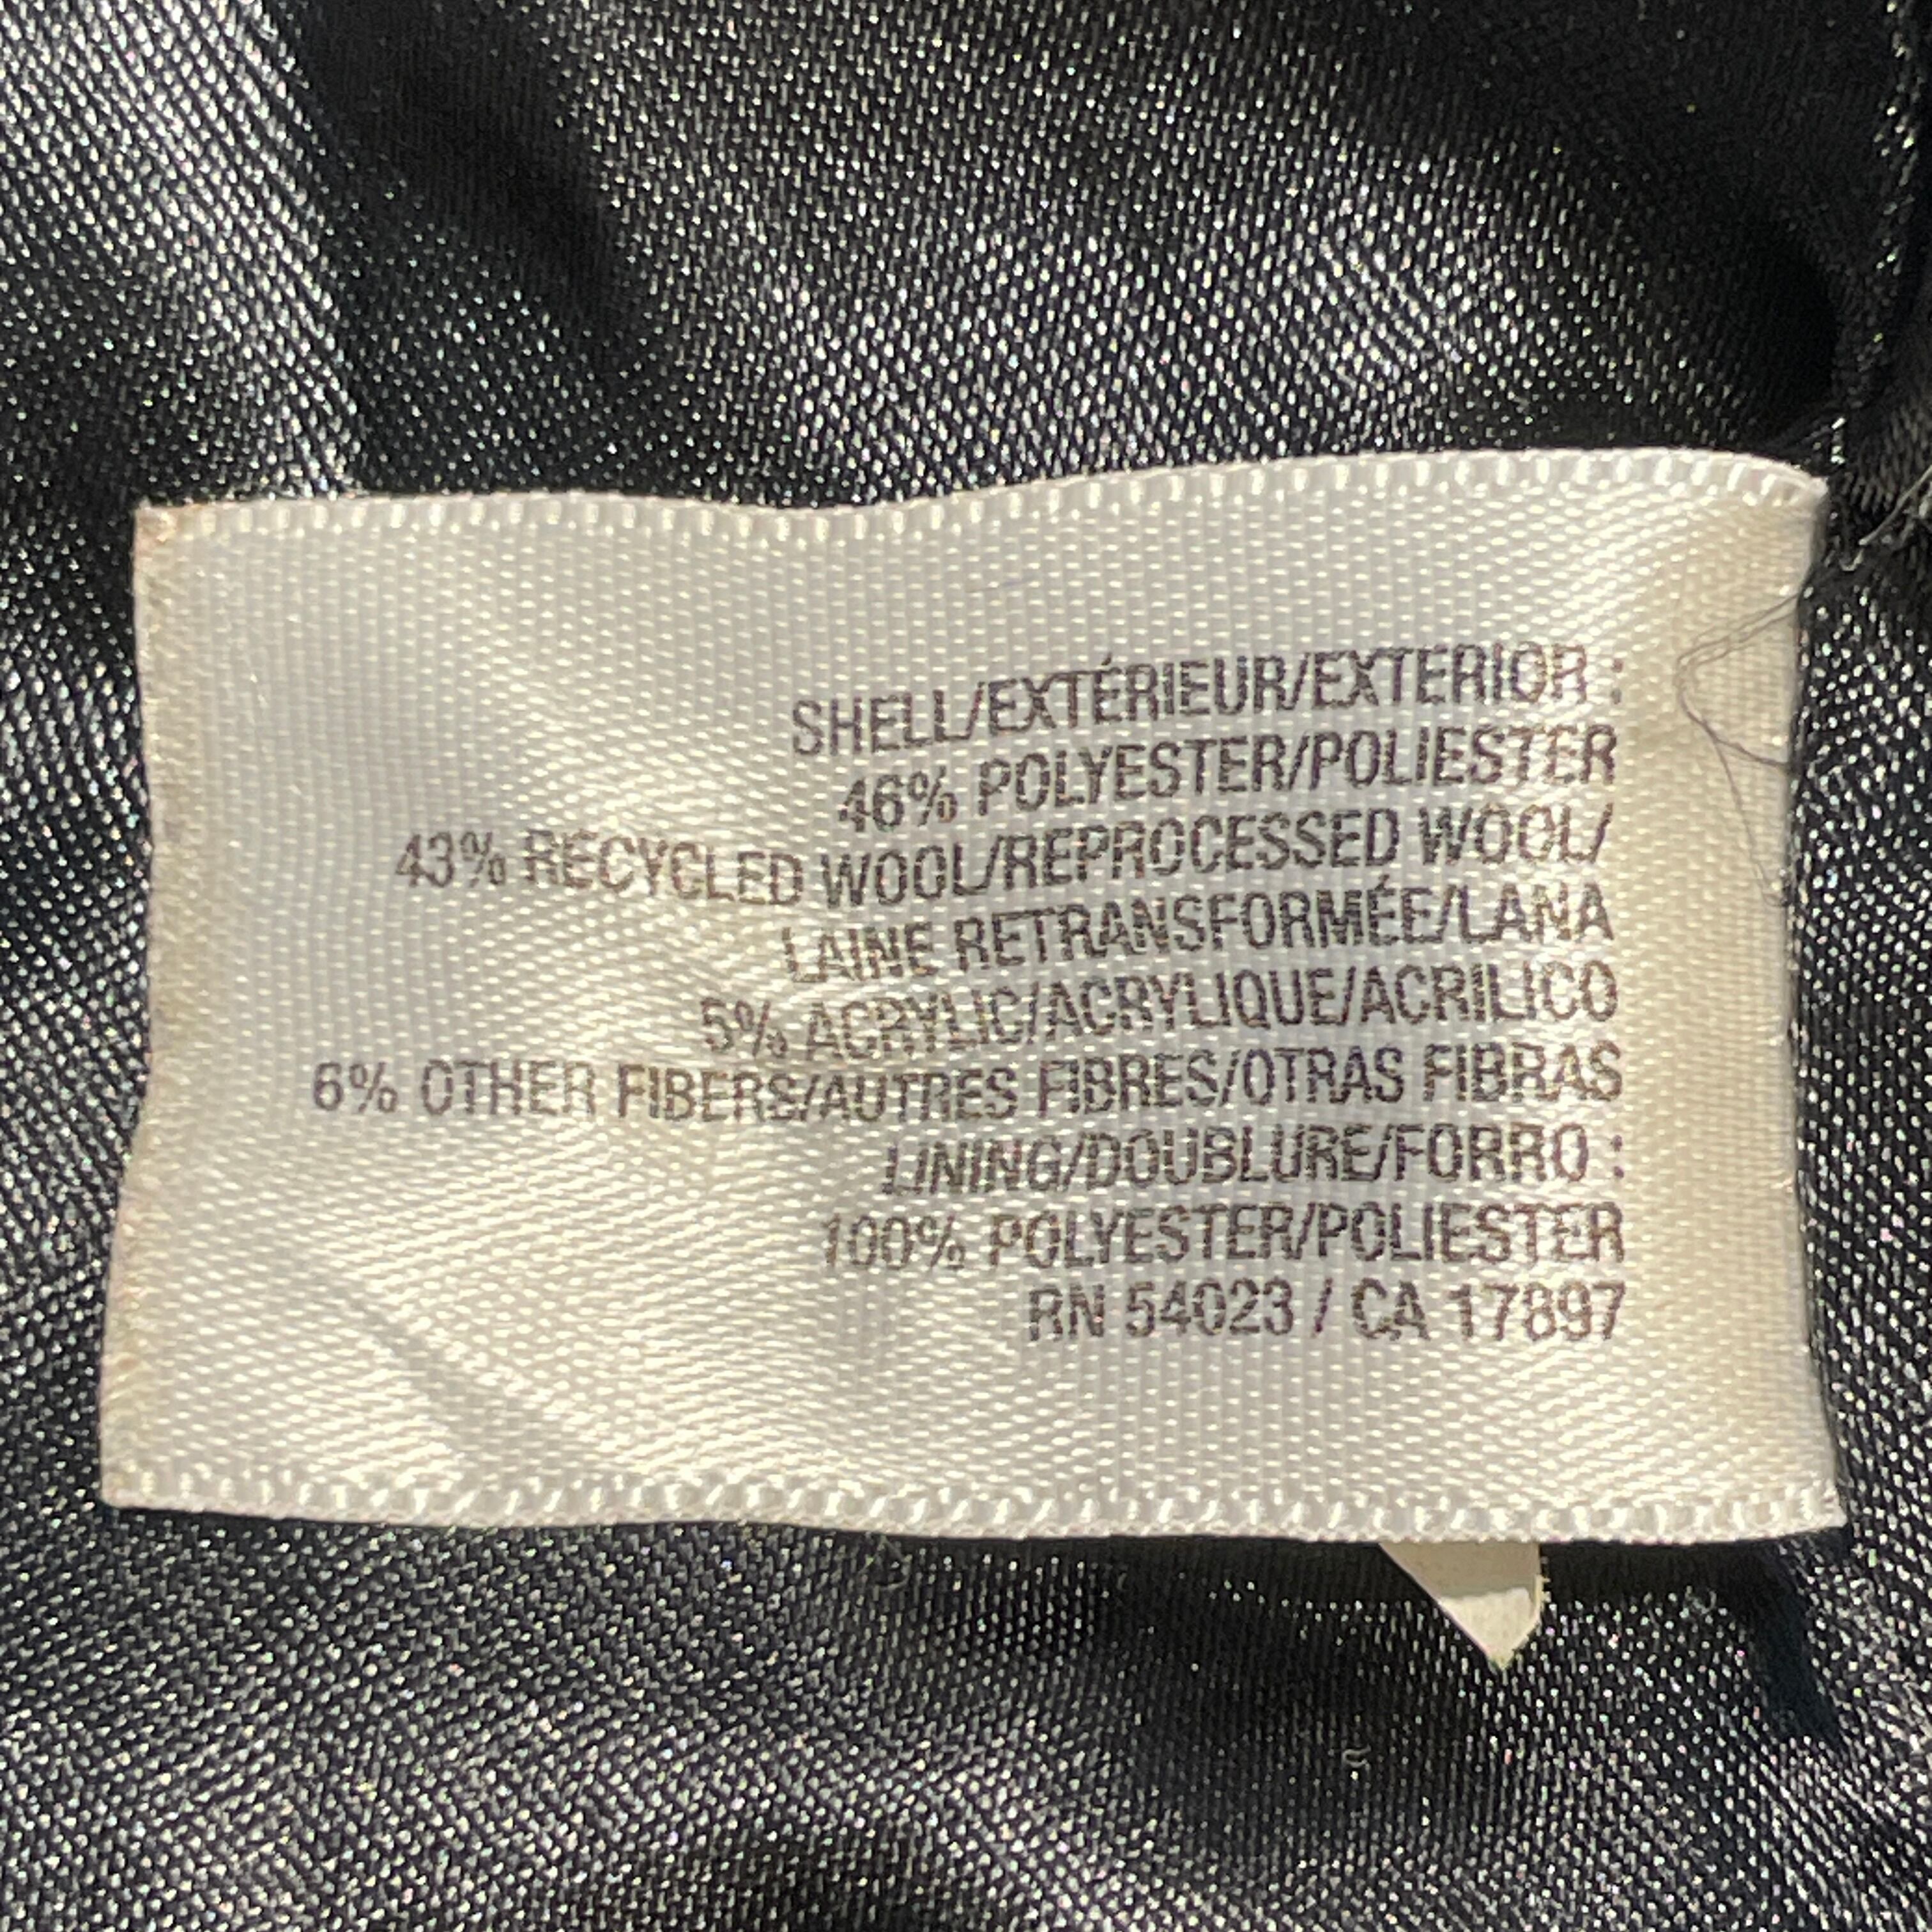 SHELL/EXTÉRIEUR/EXTERIOR :
46% POLYESTER/POLIESTER
43% RECYCLED WOOL/REPROCESSED WOOL/
LAINE RETRANSFORMÉE/LANA
5% ACRYLIC/ACRYLIQUE/ACRILICO
6% OTHER FIBERS/AUTRES FIBRES/OTRAS FIBRAS
LINING/DOUBLURE/FORRO :
100% POLYESTER/POLIESTER
RN 54023 / CA 17897